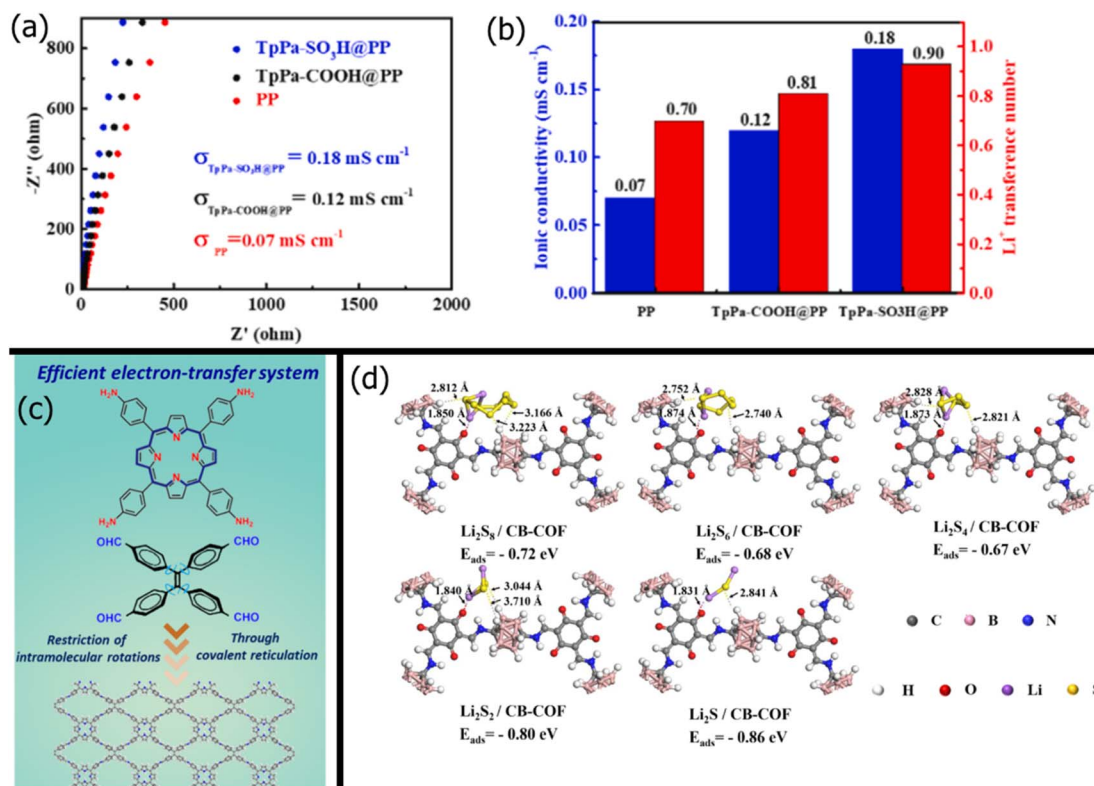 (a)
800
600
400
200
0
-Z'' (ohm)
TpPa-SO₃H@PP
TpPa-COOH@PP
PP
σTpPa-SO₃H@PP = 0.18 mS cm⁻¹
σTpPa-COOH@PP = 0.12 mS cm⁻¹
σPP=0.07 mS cm⁻¹
0 500 1000 1500 2000
Z' (ohm)
(b)
0.20
0.15
0.10
0.05
0.00
Ionic conductivity (mS cm⁻¹)
0.07
0.70
0.12
0.81
0.18
0.90
1.0
0.8
0.6
0.4
0.2
0.0
Li⁺ transference number
PP TpPa-COOH@PP TpPa-SO3H@PP
Efficient electron-transfer system
(c)
H₂N NH₂
N
N N
N
H₂N NH₂
OHC CHO
OHC CHO
Restriction of
intramolecular rotations
Through
covalent reticulation
(d)
2.812 Å
1.850 Å
3.166 Å
3.223 Å
Li₂S₈ / CB-COF
Eads= - 0.72 eV
2.752 Å
1.874 Å
2.740 Å
Li₂S₆ / CB-COF
Eads= - 0.68 eV
2.828 Å
1.873 Å
2.821 Å
Li₂S₄ / CB-COF
Eads= - 0.67 eV
1.840 Å
3.044 Å
3.710 Å
Li₂S₂ / CB-COF
Eads= - 0.80 eV
1.831 Å
2.841 Å
Li₂S / CB-COF
Eads= - 0.86 eV
C B N
H O Li S